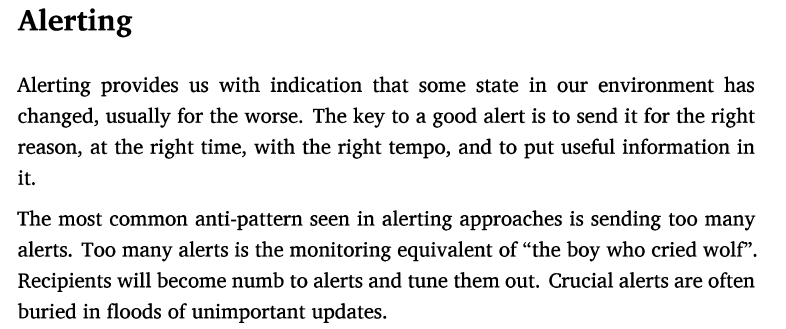 Alerting
Alerting provides us with indication that some state in our environment has
changed, usually for the worse. The key to a good alert is to send it for the right
reason, at the right time, with the right tempo, and to put useful information in
it.
The most common anti-pattern seen in alerting approaches is sending too many
alerts. Too many alerts is the monitoring equivalent of “the boy who cried wolf”.
Recipients will become numb to alerts and tune them out. Crucial alerts are often
buried in floods of unimportant updates.